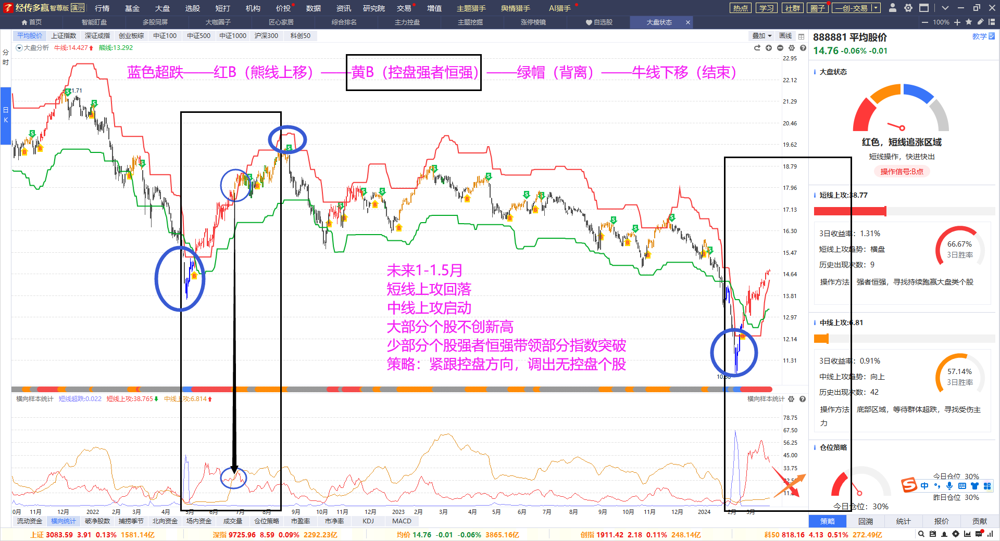 经传多赢 智尊版 演示 行情 基金 大盘 选股 短打 机构 价投 数据 资讯 研究院 交易 增值 主题猎手 舆情猎手 AI猎手 热点 学习 社群 圈子 一创-交易
首页 智能盯盘 多股同屏 大咖圈子 匠心家居 综合排名 主力控盘 主题挖掘 涨停棱镜 自选股 大盘状态 100%
平均股价 上证指数 深证成指 创业板综 中证100 中证500 中证1000 沪深300 科创50 叠加 画线
888881 平均股价 教学
14.76 -0.06% -0.01
分时
日K
大盘分析 牛线:14.427 熊线:13.292
蓝色超跌——红B（熊线上移）——黄B（控盘强者恒强）——绿帽（背离）——牛线下移（结束）
22.95
22.12
21.29
20.46
19.62
18.79
17.96
17.13
16.30
15.47
14.64
13.81
12.97
12.14
11.31
未来1-1.5月
短线上攻回落
中线上攻启动
大部分个股不创新高
少部分个股强者恒强带领部分指数突破
策略：紧跟控盘方向，调出无控盘个股
横向样本统计 短线超跌:0.022 短线上攻:38.765 中线上攻:6.814 横向样本统计
78.75
67.50
56.25
45.00
33.75
0月 11月 12月 2022 2月 3月 4月 5月 6月 7月 8月 9月 10月 11月 12月 2023 2月 3月 4月 5月 6月 7月 8月 9月 10月 11月 12月 2024 2月 3月
流动资金 横向统计 破净股数 捕捞季节 北向资金 场内资金 成交量 仓位策略 市盈率 市净率 KDJ MACD
大盘状态
红色，短线追涨区域
短线操作，快进快出
操作信号:B点
短线上攻:38.77
3日收益率：1.31%
短线上攻趋势：横盘
历史出现次数：9
66.67%
3日胜率
操作方法：强者恒强，寻找持续跑赢大盘类个股
中线上攻:6.81
3日收益率：0.91%
中线上攻趋势：向上
历史出现次数：42
57.14%
3日胜率
操作方法：底部区域，等待群体超跌，寻找受伤主力
仓位策略
今日仓位 30%
中
昨日仓位 30%
今日仓位：30%
策略 回溯 统计 报价 贡献
上证 3083.59 3.91 0.13% 1581.14亿 深指 9725.96 8.59 0.09% 2292.23亿 均价 14.76 -0.01 -0.06% 3865.16亿 创指 1911.42 2.18 0.11% 248.14亿 科50 818.16 4.13 0.51% 272.49亿